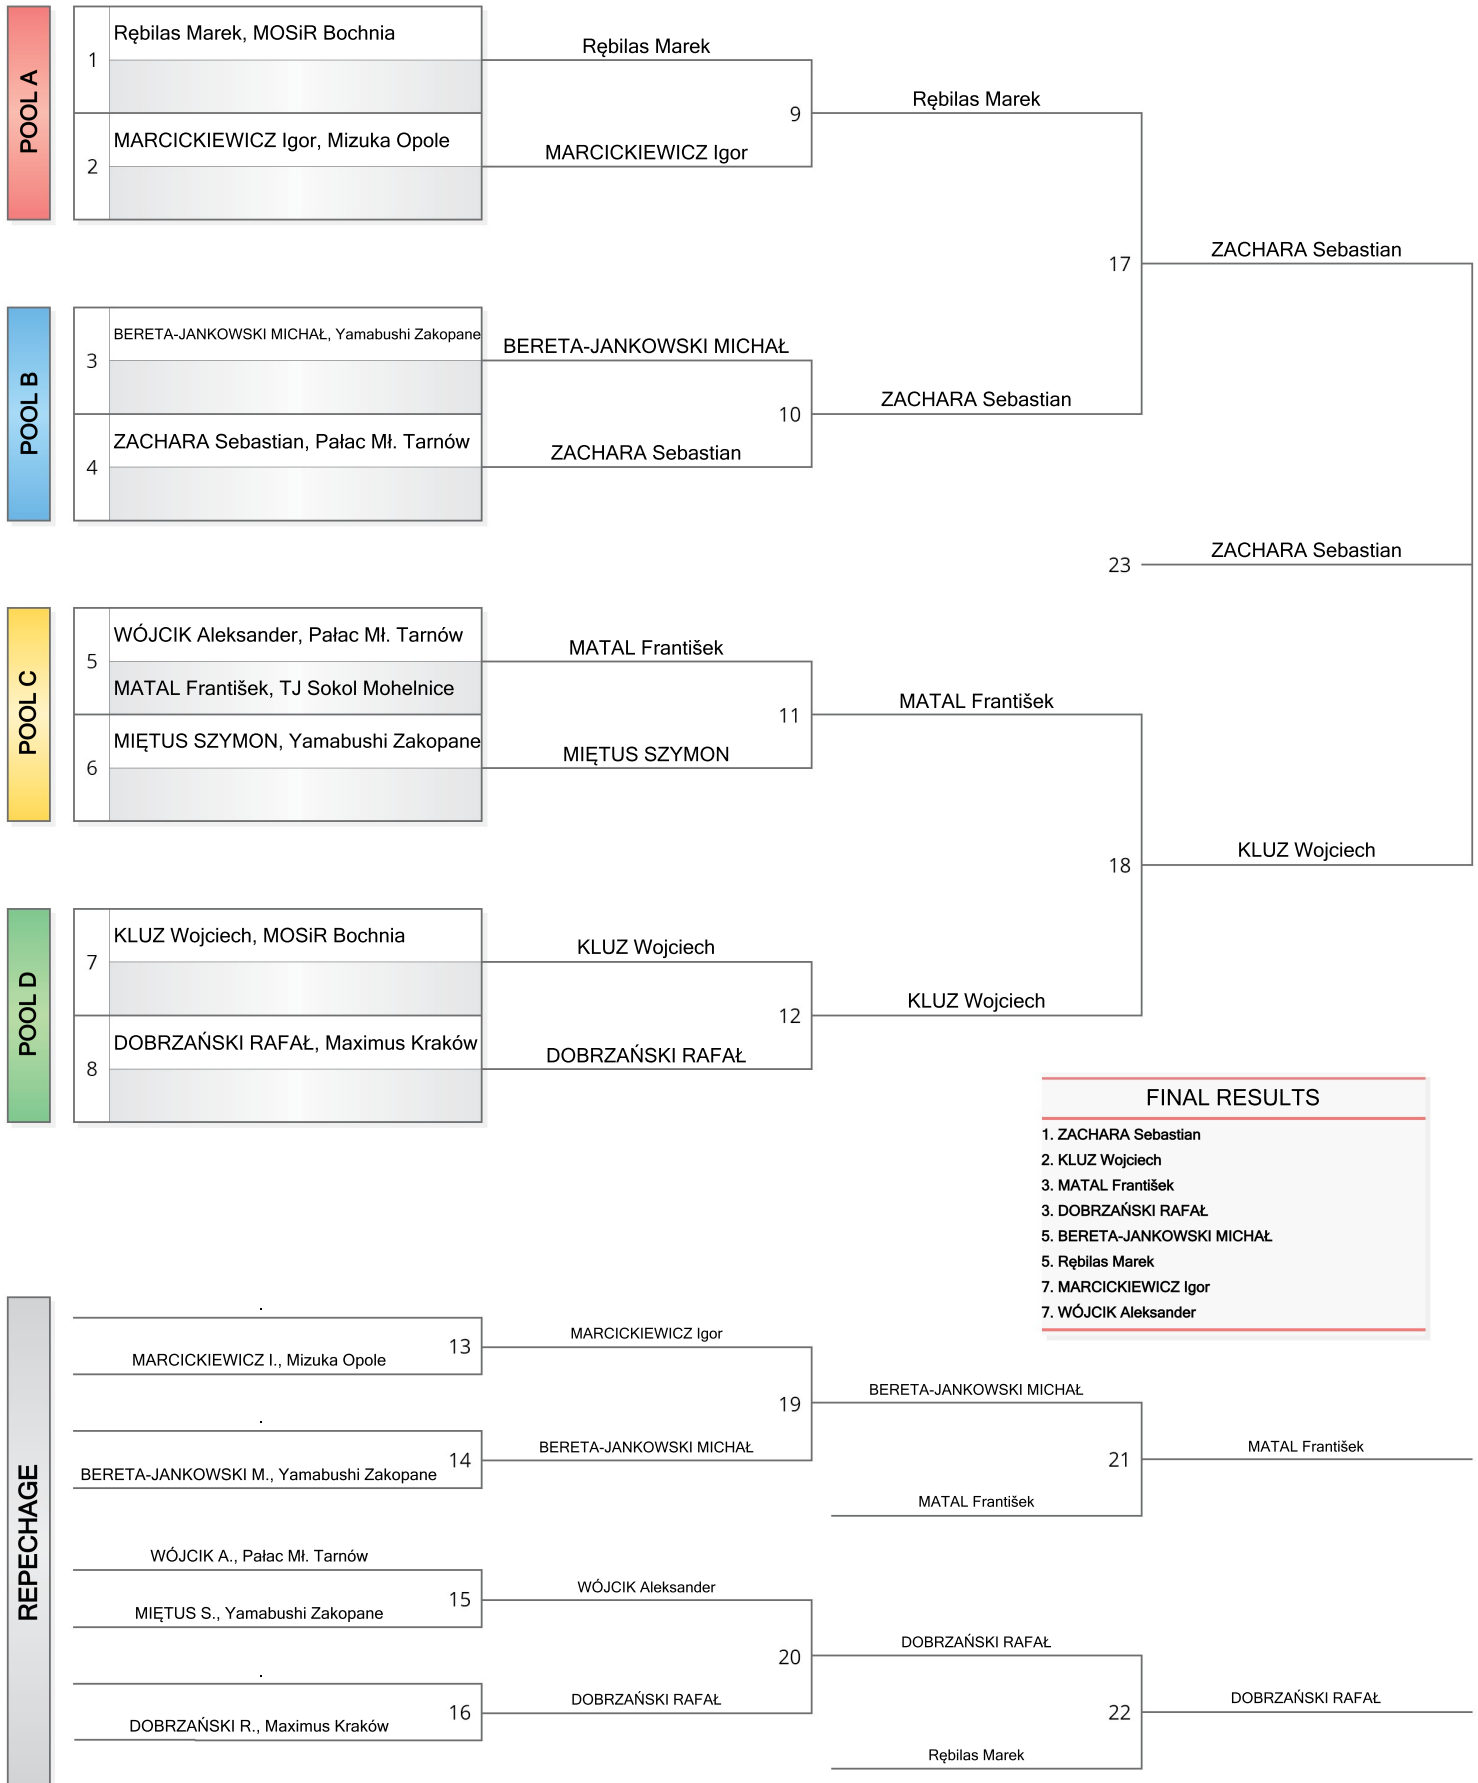 POOL A
1
Rębilas Marek, MOSiR Bochnia
2
MARCICKIEWICZ Igor, Mizuka Opole
Rębilas Marek
MARCICKIEWICZ Igor
9
Rębilas Marek
17
ZACHARA Sebastian
POOL B
3
BERETA-JANKOWSKI MICHAŁ, Yamabushi Zakopane
4
ZACHARA Sebastian, Pałac Mł. Tarnów
BERETA-JANKOWSKI MICHAŁ
ZACHARA Sebastian
10
ZACHARA Sebastian
23
ZACHARA Sebastian
POOL C
5
WÓJCIK Aleksander, Pałac Mł. Tarnów
MATAL František, TJ Sokol Mohelnice
6
MIĘTUS SZYMON, Yamabushi Zakopane
MATAL František
MIĘTUS SZYMON
11
MATAL František
18
KLUZ Wojciech
POOL D
7
KLUZ Wojciech, MOSiR Bochnia
8
DOBRZAŃSKI RAFAŁ, Maximus Kraków
KLUZ Wojciech
DOBRZAŃSKI RAFAŁ
12
KLUZ Wojciech
FINAL RESULTS
1. ZACHARA Sebastian
2. KLUZ Wojciech
3. MATAL František
3. DOBRZAŃSKI RAFAŁ
5. BERETA-JANKOWSKI MICHAŁ
5. Rębilas Marek
7. MARCICKIEWICZ Igor
7. WÓJCIK Aleksander
REPECHAGE
.
MARCICKIEWICZ I., Mizuka Opole
13
MARCICKIEWICZ Igor
.
BERETA-JANKOWSKI M., Yamabushi Zakopane
14
BERETA-JANKOWSKI MICHAŁ
19
BERETA-JANKOWSKI MICHAŁ
MATAL František
21
MATAL František
WÓJCIK A., Pałac Mł. Tarnów
MIĘTUS S., Yamabushi Zakopane
15
WÓJCIK Aleksander
.
DOBRZAŃSKI R., Maximus Kraków
16
DOBRZAŃSKI RAFAŁ
20
DOBRZAŃSKI RAFAŁ
Rębilas Marek
22
DOBRZAŃSKI RAFAŁ